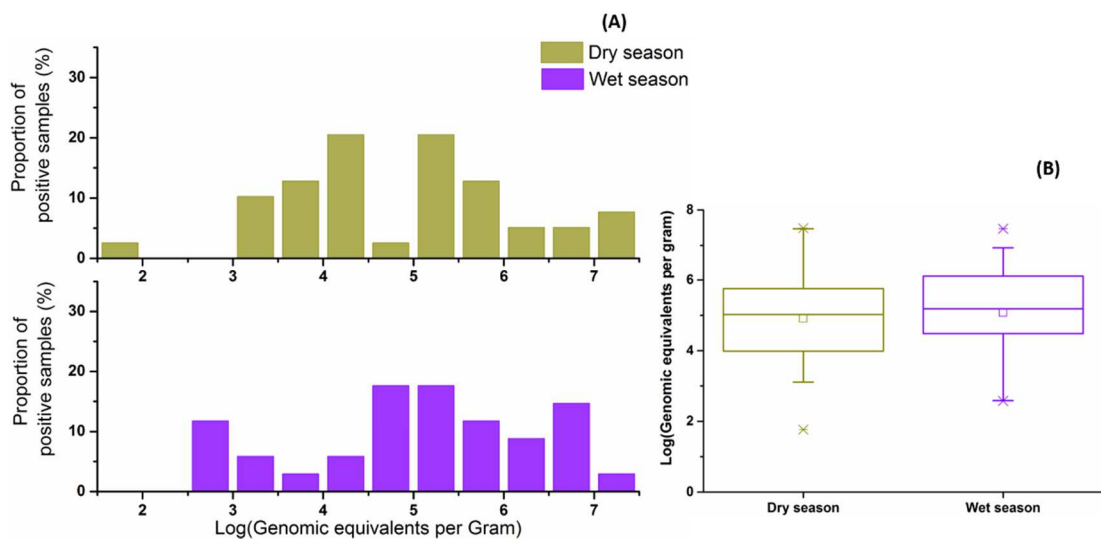 (A)
Dry season
Wet season
Proportion of
positive samples (%)
30
20
10
0
2 3 4 5 6 7
Proportion of
positive samples (%)
30
20
10
0
2 3 4 5 6 7
Log(Genomic equivalents per Gram)
(B)
Log(Genomic equivalents per gram)
8
6
4
2
0
Dry season Wet season